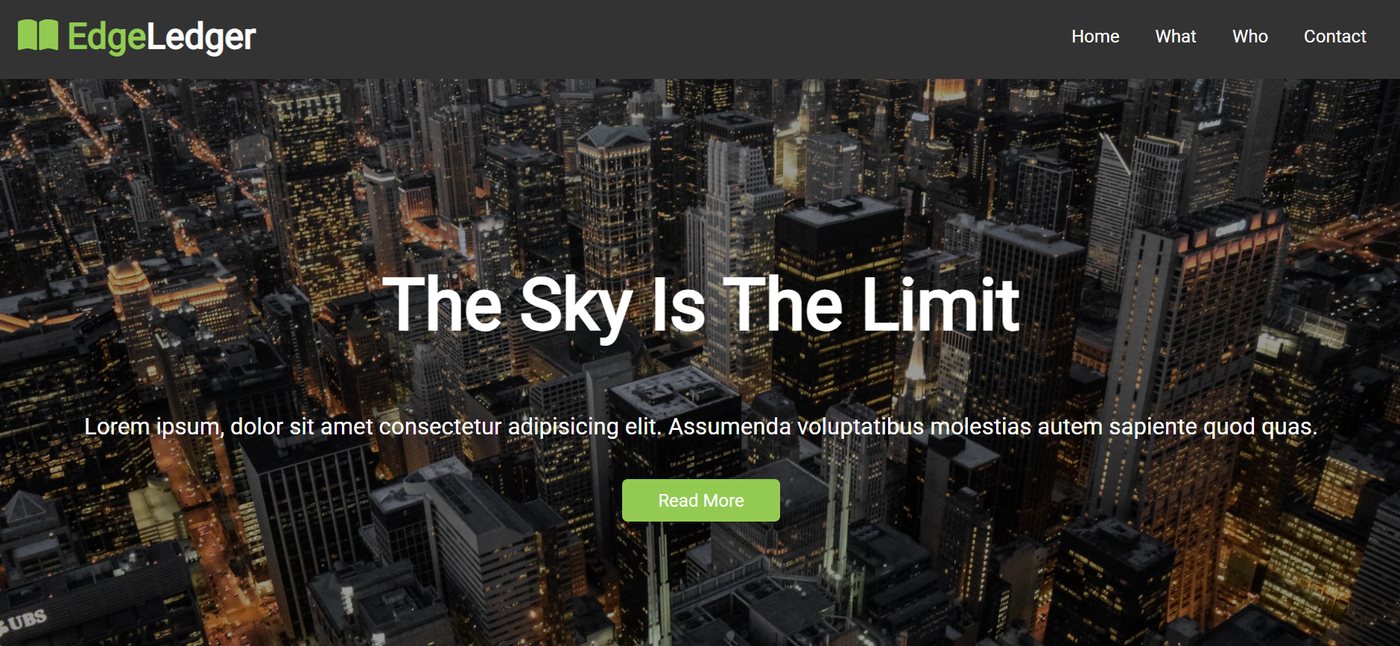 EdgeLedger
Home What Who Contact
The Sky Is The Limit
Lorem ipsum, dolor sit amet consectetur adipisicing elit. Assumenda voluptatibus molestias autem sapiente quod quas.
Read More
UBS